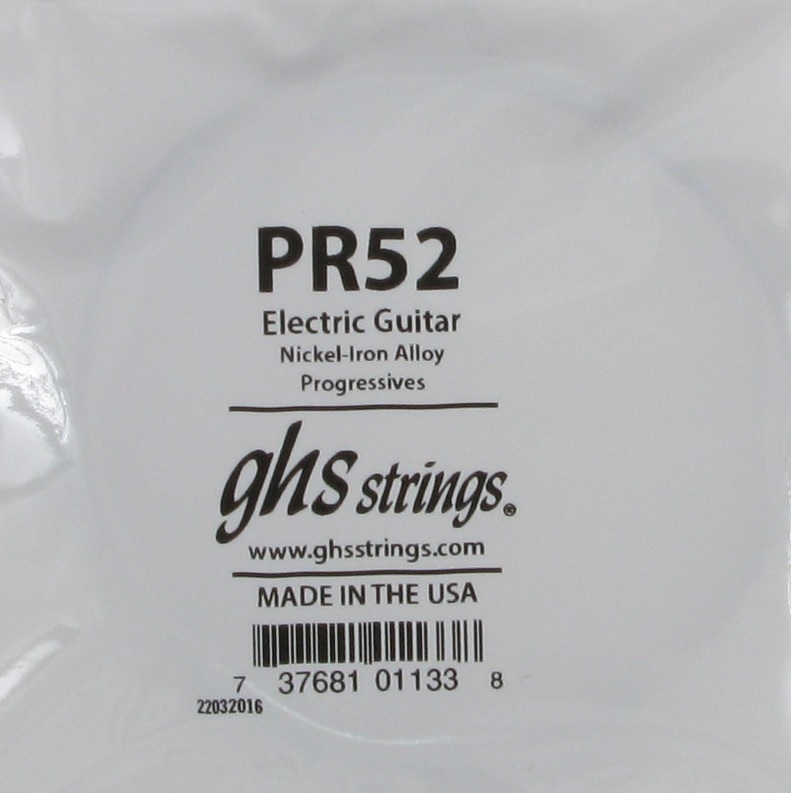 PR52
Electric Guitar
Nickel-Iron Alloy
Progressives
ghs strings®
www.ghsstrings.com
MADE IN THE USA
7 37681 01133 8
22032016